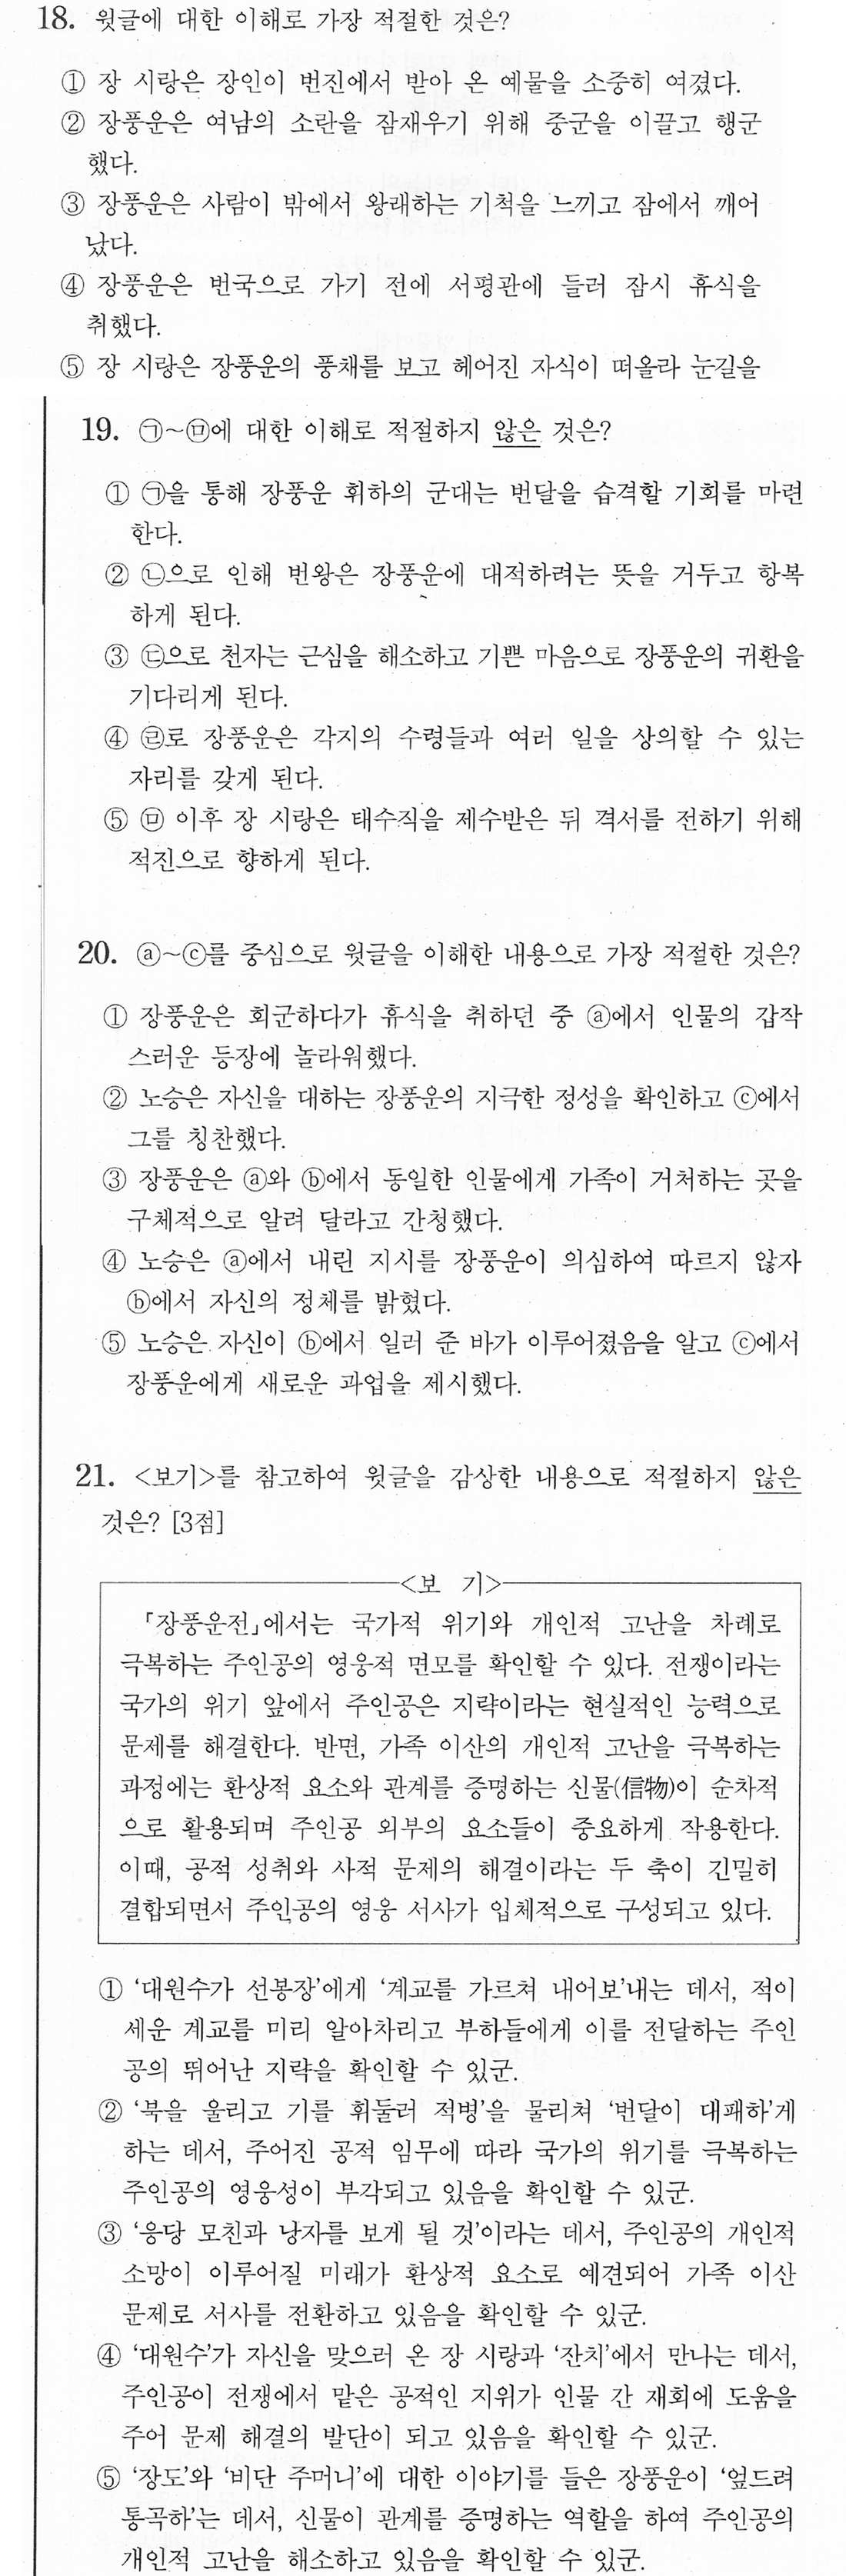 18. 윗글에 대한 이해로 가장 적절한 것은?
① 장 시랑은 장인이 번진에서 받아 온 예물을 소중히 여겼다.
② 장풍운은 여남의 소란을 잠재우기 위해 중군을 이끌고 행군
했다.
③ 장풍운은 사람이 밖에서 왕래하는 기척을 느끼고 잠에서 깨어
났다.
④ 장풍운은 번국으로 가기 전에 서평관에 들러 잠시 휴식을
취했다.
⑤ 장 시랑은 장풍운의 풍채를 보고 헤어진 자식이 떠올라 눈길을
19. ㉠~㉤에 대한 이해로 적절하지 않은 것은?
① ㉠을 통해 장풍운 휘하의 군대는 번달을 습격할 기회를 마련
한다.
② ㉡으로 인해 번왕은 장풍운에 대적하려는 뜻을 거두고 항복
하게 된다.
③ ㉢으로 천자는 근심을 해소하고 기쁜 마음으로 장풍운의 귀환을
기다리게 된다.
④ ㉣로 장풍운은 각지의 수령들과 여러 일을 상의할 수 있는
자리를 갖게 된다.
⑤ ㉤ 이후 장 시랑은 태수직을 제수받은 뒤 격서를 전하기 위해
적진으로 향하게 된다.
20. ⓐ~ⓒ를 중심으로 윗글을 이해한 내용으로 가장 적절한 것은?
① 장풍운은 회군하다가 휴식을 취하던 중 ⓐ에서 인물의 갑작
스러운 등장에 놀라워했다.
② 노승은 자신을 대하는 장풍운의 지극한 정성을 확인하고 ⓒ에서
그를 칭찬했다.
③ 장풍운은 ⓐ와 ⓑ에서 동일한 인물에게 가족이 거처하는 곳을
구체적으로 알려 달라고 간청했다.
④ 노승은 ⓐ에서 내린 지시를 장풍운이 의심하여 따르지 않자
ⓑ에서 자신의 정체를 밝혔다.
⑤ 노승은 자신이 ⓑ에서 일러 준 바가 이루어졌음을 알고 ⓒ에서
장풍운에게 새로운 과업을 제시했다.
21. <보기>를 참고하여 윗글을 감상한 내용으로 적절하지 않은
것은? [3점]
<보 기>
「장풍운전」에서는 국가적 위기와 개인적 고난을 차례로
극복하는 주인공의 영웅적 면모를 확인할 수 있다. 전쟁이라는
국가의 위기 앞에서 주인공은 지략이라는 현실적인 능력으로
문제를 해결한다. 반면, 가족 이산의 개인적 고난을 극복하는
과정에는 환상적 요소와 관계를 증명하는 신물(信物)이 순차적
으로 활용되며 주인공 외부의 요소들이 중요하게 작용한다.
이때, 공적 성취와 사적 문제의 해결이라는 두 축이 긴밀히
결합되면서 주인공의 영웅 서사가 입체적으로 구성되고 있다.
① '대원수가 선봉장'에게 '계교를 가르쳐 내어보'내는 데서, 적이
세운 계교를 미리 알아차리고 부하들에게 이를 전달하는 주인
공의 뛰어난 지략을 확인할 수 있군.
② '북을 울리고 기를 휘둘러 적병'을 물리쳐 '번달이 대패하'게
하는 데서, 주어진 공적 임무에 따라 국가의 위기를 극복하는
주인공의 영웅성이 부각되고 있음을 확인할 수 있군.
③ '응당 모친과 낭자를 보게 될 것'이라는 데서, 주인공의 개인적
소망이 이루어질 미래가 환상적 요소로 예견되어 가족 이산
문제로 서사를 전환하고 있음을 확인할 수 있군.
④ '대원수'가 자신을 맞으러 온 장 시랑과 '잔치'에서 만나는 데서,
주인공이 전쟁에서 맡은 공적인 지위가 인물 간 재회에 도움을
주어 문제 해결의 발단이 되고 있음을 확인할 수 있군.
⑤ '장도'와 '비단 주머니'에 대한 이야기를 들은 장풍운이 '엎드려
통곡하'는 데서, 신물이 관계를 증명하는 역할을 하여 주인공의
개인적 고난을 해소하고 있음을 확인할 수 있군.